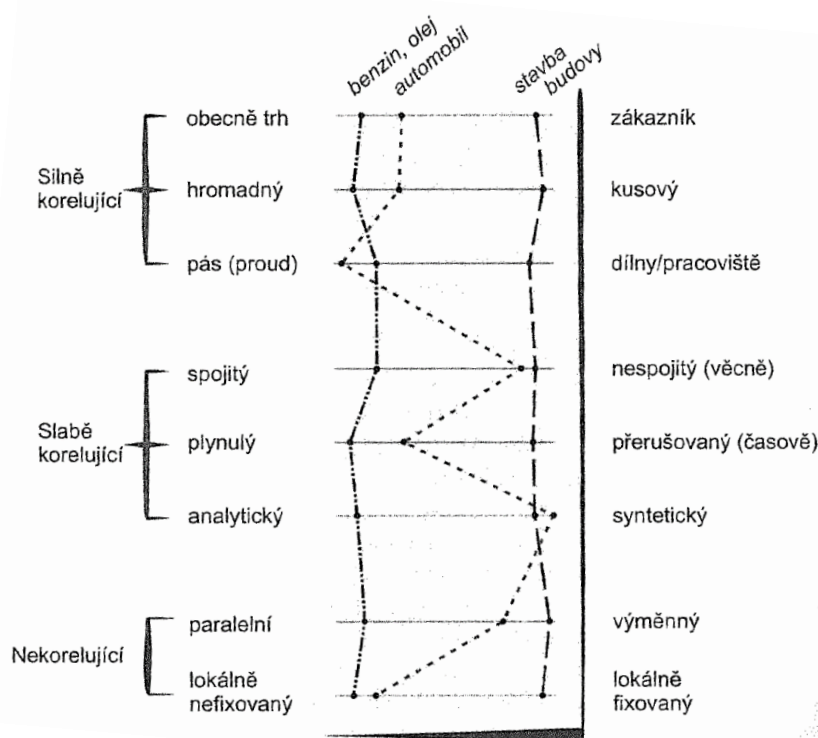 benzin, olej
automobil
stavba
budovy
obecně trh
zákazník
Silně
korelující
hromadný
kusový
pás (proud)
dílny/pracoviště
spojitý
nespojitý (věcně)
Slabě
korelující
plynulý
přerušovaný (časově)
analytický
syntetický
paralelní
výměnný
Nekorelující
lokálně
nefixovaný
lokálně
fixovaný